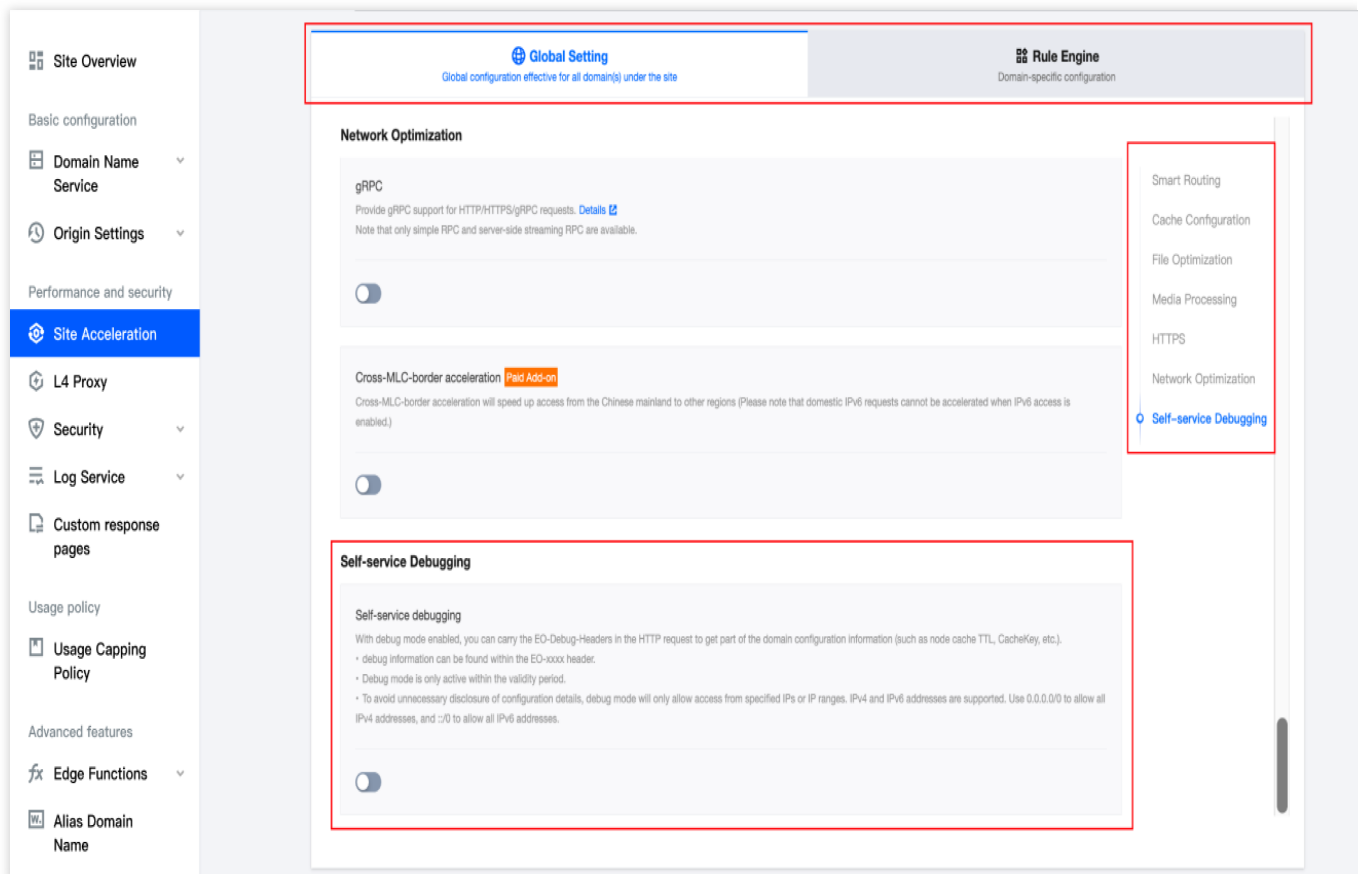 Site Overview
Basic configuration
Domain Name
Service
Origin Settings
Performance and security
Site Acceleration
L4 Proxy
Security
Log Service
Custom response
pages
Usage policy
Usage Capping
Policy
Advanced features
Edge Functions
Alias Domain
Name
Global Setting
Global configuration effective for all domain(s) under the site
Rule Engine
Domain-specific configuration
Network Optimization
gRPC
Provide gRPC support for HTTP/HTTPS/gRPC requests. Details
Note that only simple RPC and server-side streaming RPC are available.
Cross-MLC-border acceleration Paid Add-on
Cross-MLC-border acceleration will speed up access from the Chinese mainland to other regions (Please note that domestic IPv6 requests cannot be accelerated when IPv6 access is
enabled.)
Self-service Debugging
Self-service debugging
With debug mode enabled, you can carry the EO-Debug-Headers in the HTTP request to get part of the domain configuration information (such as node cache TTL, CacheKey, etc.).
• debug information can be found within the EO-xxxx header.
• Debug mode is only active within the validity period.
• To avoid unnecessary disclosure of configuration details, debug mode will only allow access from specified IPs or IP ranges. IPv4 and IPv6 addresses are supported. Use 0.0.0.0/0 to allow all
IPv4 addresses, and ::/0 to allow all IPv6 addresses.
Smart Routing
Cache Configuration
File Optimization
Media Processing
HTTPS
Network Optimization
Self-service Debugging